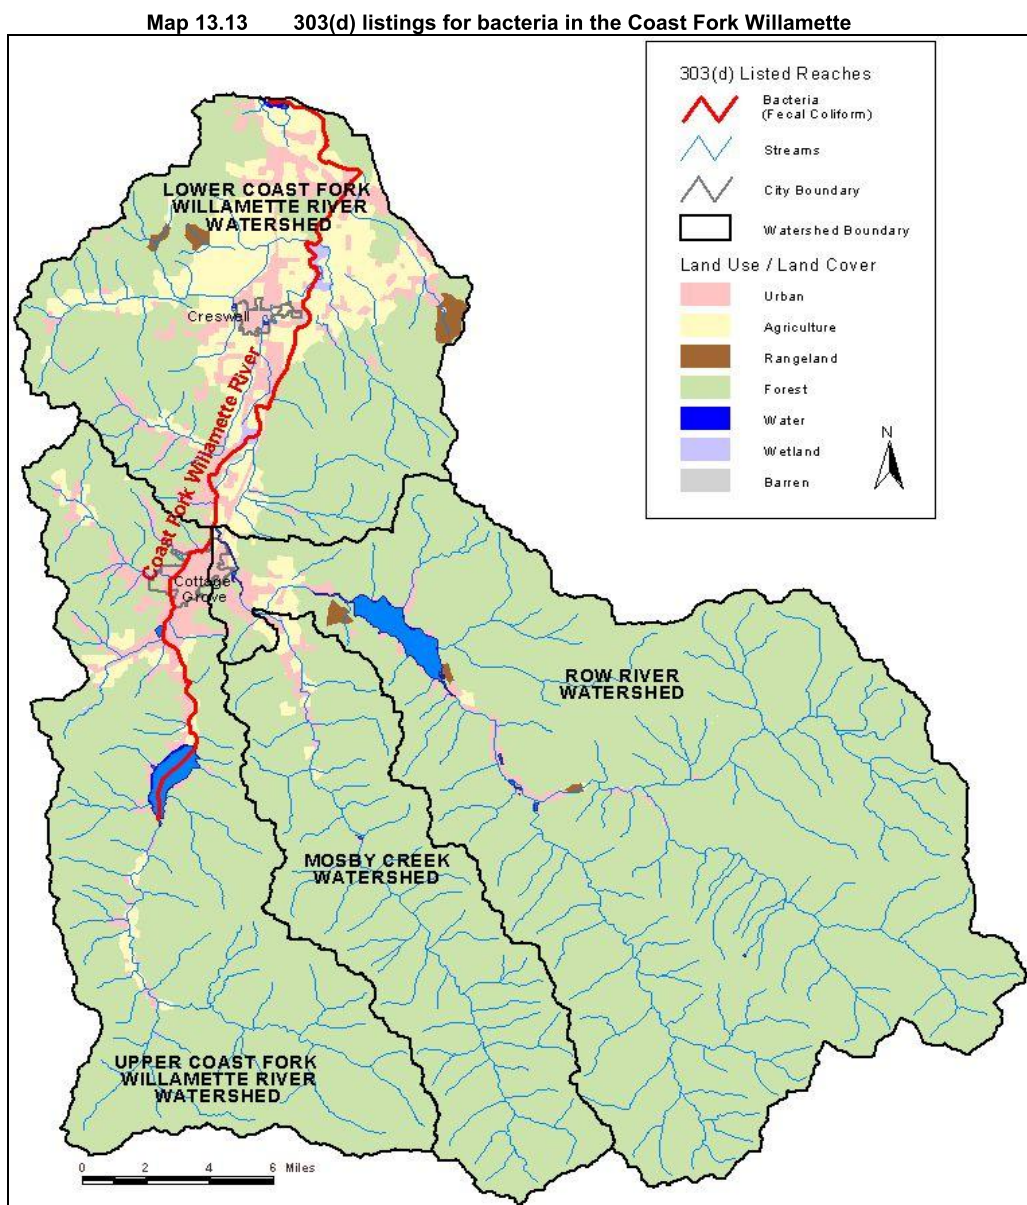 Map 13.13 303(d) listings for bacteria in the Coast Fork Willamette
303(d) Listed Reaches
Bacteria
(Fecal Coliform)
Streams
City Boundary
Watershed Boundary
Land Use / Land Cover
Urban
Agriculture
Rangeland
Forest
Water
Wetland
Barren
N
LOWER COAST FORK
WILLAMETTE RIVER
WATERSHED
Creswell
Coast Fork Willamette River
Cottage
Grove
ROW RIVER
WATERSHED
MOSBY CREEK
WATERSHED
UPPER COAST FORK
WILLAMETTE RIVER
WATERSHED
0 2 4 6 Miles